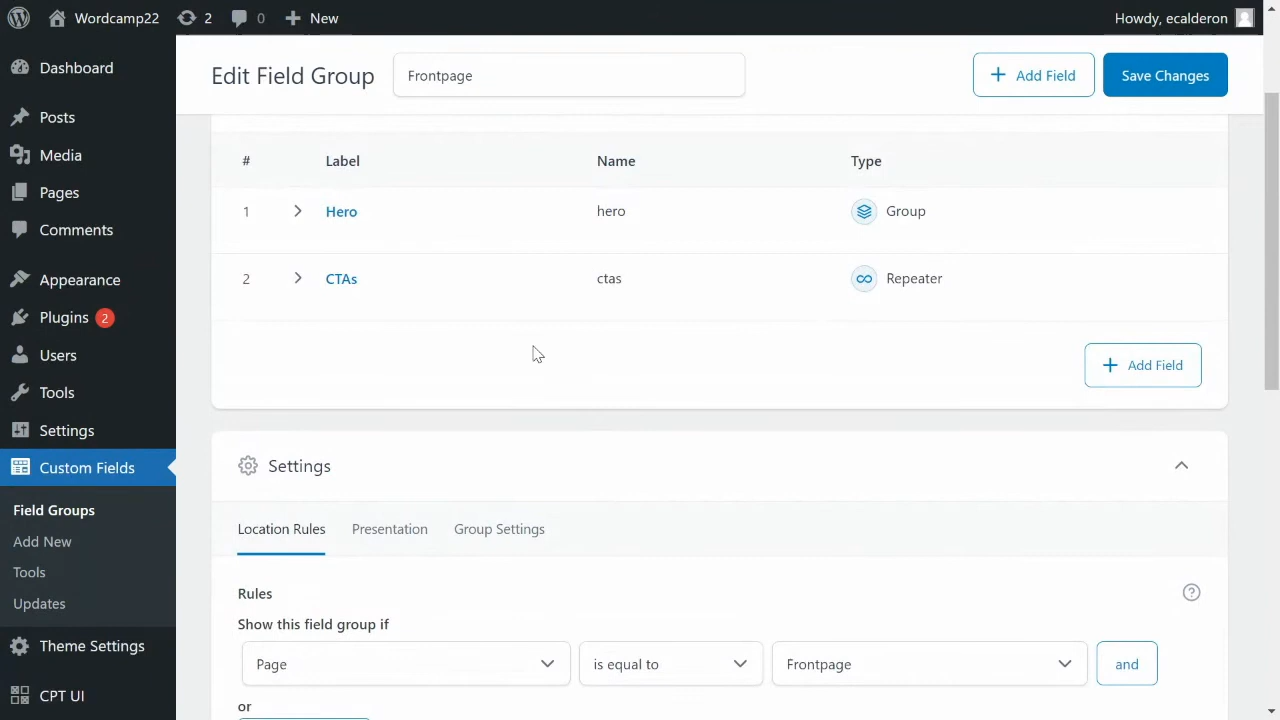 Wordcamp22 2 0 New Howdy, ecalderon
Dashboard
Posts
Media
Pages
Comments
Appearance
Plugins 2
Users
Tools
Settings
Custom Fields
Field Groups
Add New
Tools
Updates
Theme Settings
CPT UI
Edit Field Group Frontpage + Add Field Save Changes
# Label Name Type
1 Hero hero Group
2 CTAs ctas Repeater
+ Add Field
Settings
Location Rules Presentation Group Settings
Rules ?
Show this field group if
Page is equal to Frontpage and
or